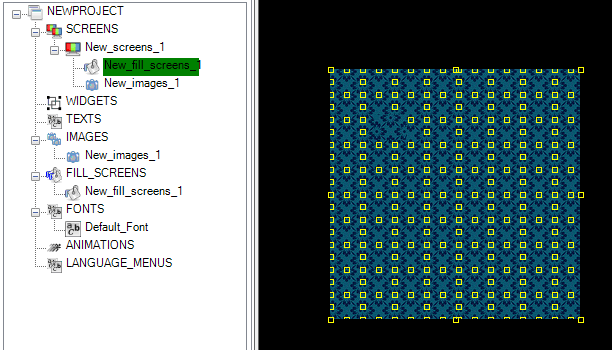 NEWPROJECT
SCREENS
New_screens_1
New_fill_screens_1
New_images_1
WIDGETS
TEXTS
IMAGES
New_images_1
FILL_SCREENS
New_fill_screens_1
FONTS
Default_Font
ANIMATIONS
LANGUAGE_MENUS